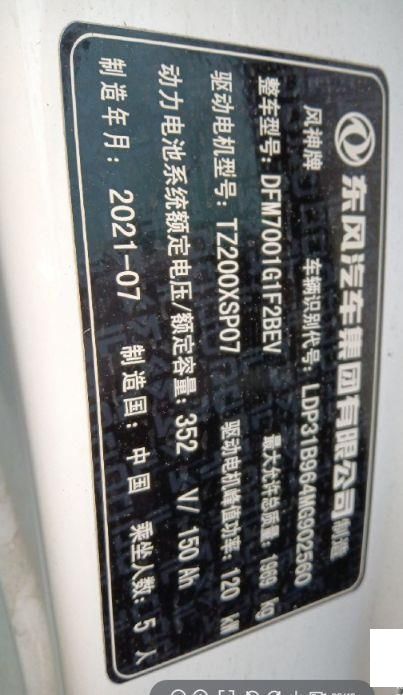 东风汽车集团有限公司 制造
风神牌 车辆识别代号: LDP31B964MG902560
整车型号: DFM7001G1F2BEV 最大允许总质量: 1969 kg
驱动电机型号: TZ200XSP07 驱动电机峰值功率: 120 kW
动力电池系统额定电压/额定容量: 352 V/ 150 Ah
制造年月: 2021-07 制造国: 中国 乘坐人数: 5 人